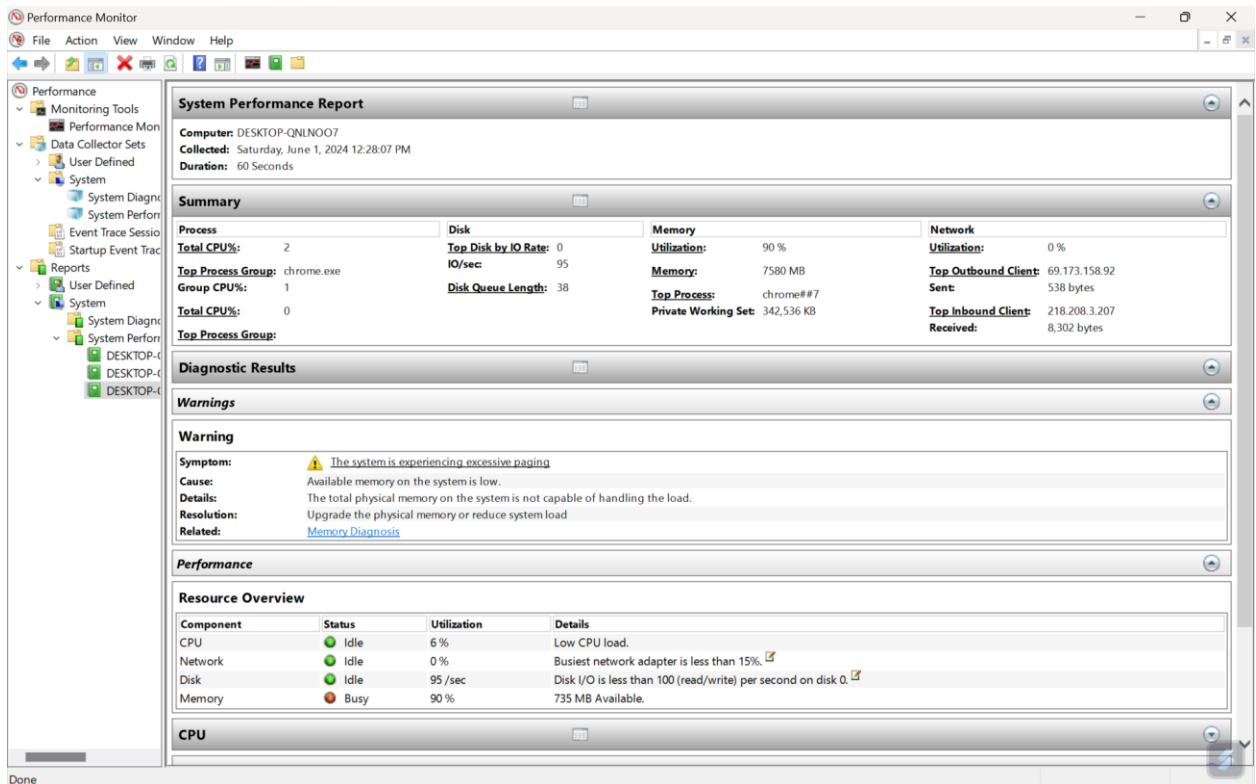 Performance Monitor
File Action View Window Help
Performance
Monitoring Tools
Performance Mon
Data Collector Sets
User Defined
System
System Diagno
System Perforr
Event Trace Sessio
Startup Event Trac
Reports
User Defined
System
System Diagno
System Perforr
DESKTOP-(
DESKTOP-(
DESKTOP-(
System Performance Report
Computer: DESKTOP-QNLNOO7
Collected: Saturday, June 1, 2024 12:28:07 PM
Duration: 60 Seconds
Summary
Process
Total CPU%: 2
Top Process Group: chrome.exe
Group CPU%: 1
Total CPU%: 0
Top Process Group:
Disk
Top Disk by IO Rate: 0
IO/sec: 95
Disk Queue Length: 38
Memory
Utilization: 90 %
Memory: 7580 MB
Top Process: chrome##7
Private Working Set: 342,536 KB
Network
Utilization: 0 %
Top Outbound Client: 69.173.158.92
Sent: 538 bytes
Top Inbound Client: 218.208.3.207
Received: 8,302 bytes
Diagnostic Results
Warnings
Warning
Symptom: The system is experiencing excessive paging
Cause: Available memory on the system is low.
Details: The total physical memory on the system is not capable of handling the load.
Resolution: Upgrade the physical memory or reduce system load
Related: Memory Diagnosis
Performance
Resource Overview
Component Status Utilization Details
CPU Idle 6 % Low CPU load.
Network Idle 0 % Busiest network adapter is less than 15%.
Disk Idle 95 /sec Disk I/O is less than 100 (read/write) per second on disk 0.
Memory Busy 90 % 735 MB Available.
CPU
Done